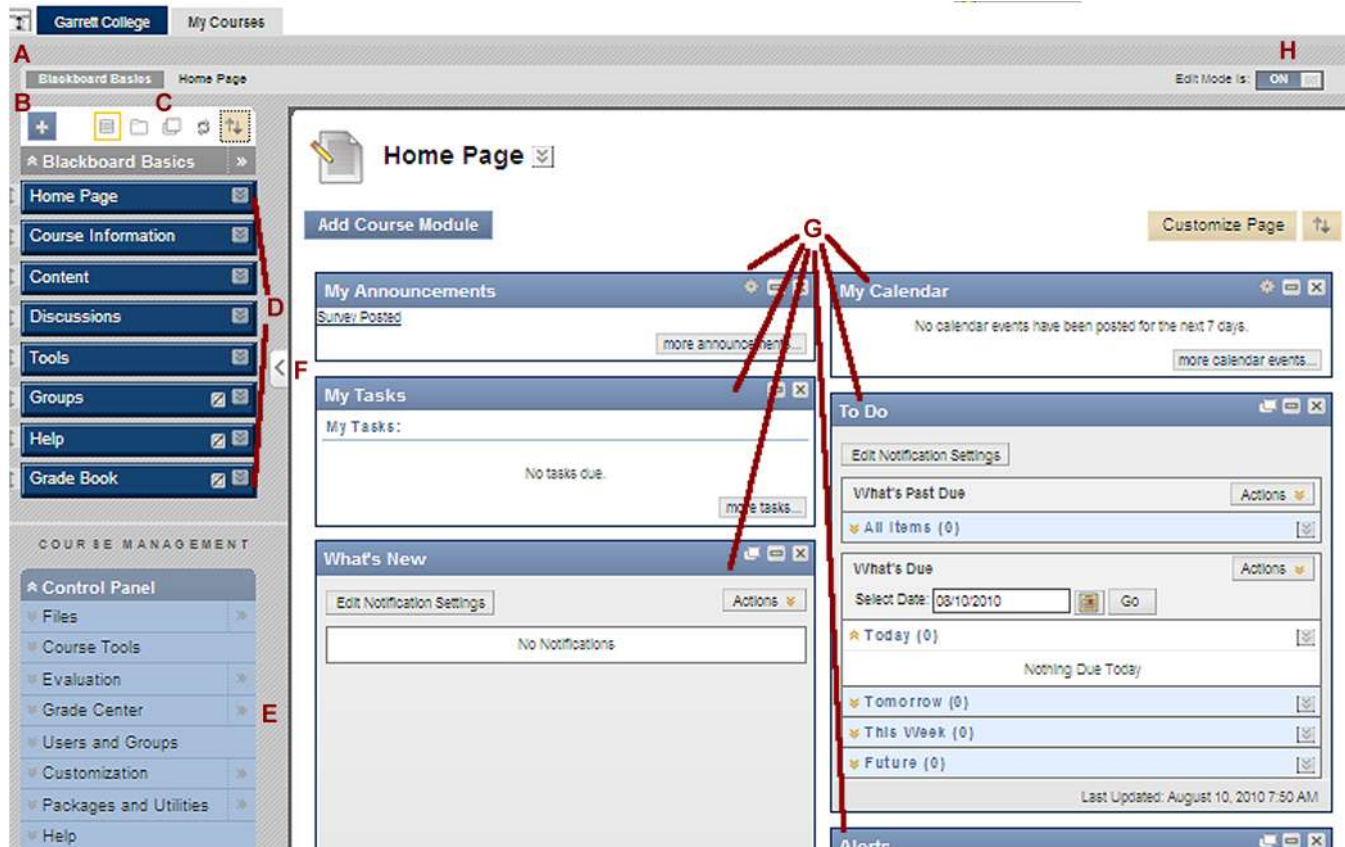 Garrett College My Courses
A H
Blackboard Basics Home Page Edit Mode is: ON
B C
Blackboard Basics
Home Page
Course Information
Content
Discussions
Tools
Groups
Help
Grade Book
D
F
COURSE MANAGEMENT
Control Panel
Files
Course Tools
Evaluation
Grade Center
Users and Groups
Customization
Packages and Utilities
Help
E
Home Page
Add Course Module G Customize Page
My Announcements
Survey Posted
more announcements...
My Tasks
My Tasks:
No tasks due.
more tasks...
What's New
Edit Notification Settings Actions
No Notifications
My Calendar
No calendar events have been posted for the next 7 days.
more calendar events...
To Do
Edit Notification Settings
What's Past Due Actions
All Items (0)
What's Due Actions
Select Date: 08/10/2010 Go
Today (0)
Nothing Due Today
Tomorrow (0)
This Week (0)
Future (0)
Last Updated: August 10, 2010 7:50 AM
Alerts